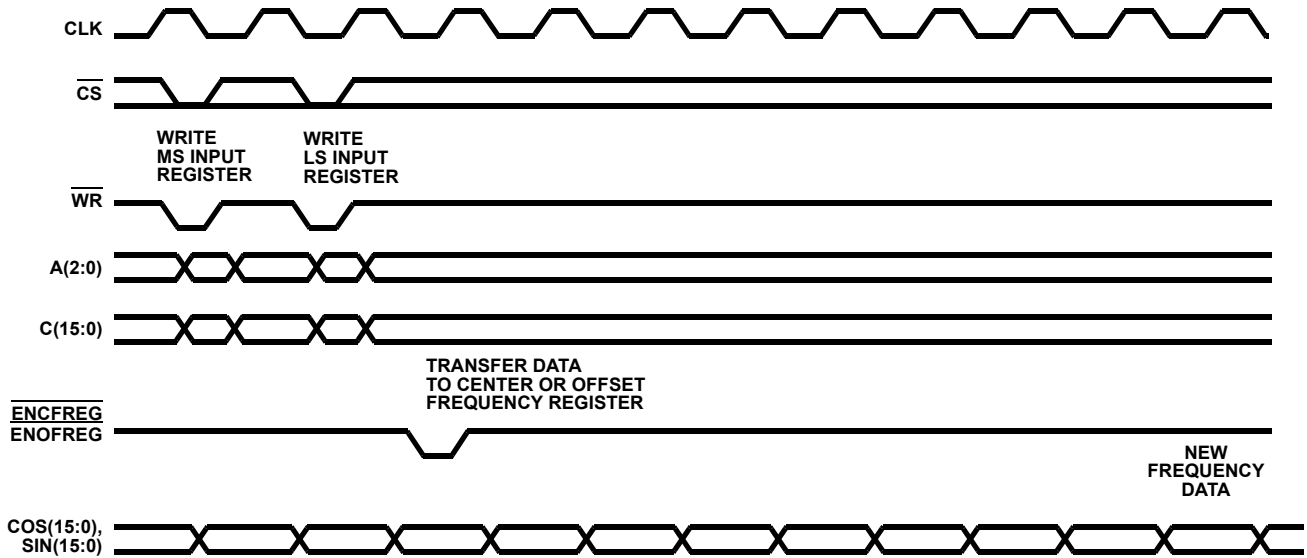 CLK
CS
WRITE
MS INPUT
REGISTER
WRITE
LS INPUT
REGISTER
WR
A(2:0)
C(15:0)
TRANSFER DATA
TO CENTER OR OFFSET
FREQUENCY REGISTER
ENCFREG
ENOFREG
NEW
FREQUENCY
DATA
COS(15:0),
SIN(15:0)